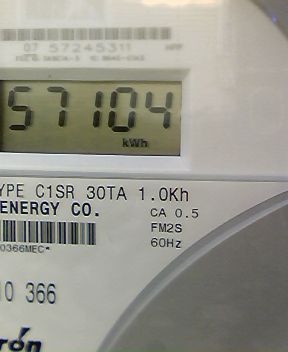 07 57245311
57104
kWh
YPE C1SR 30TA 1.0Kh
ENERGY CO.
CA 0.5
FM2S
60Hz
0366MEC*
10 366
rón